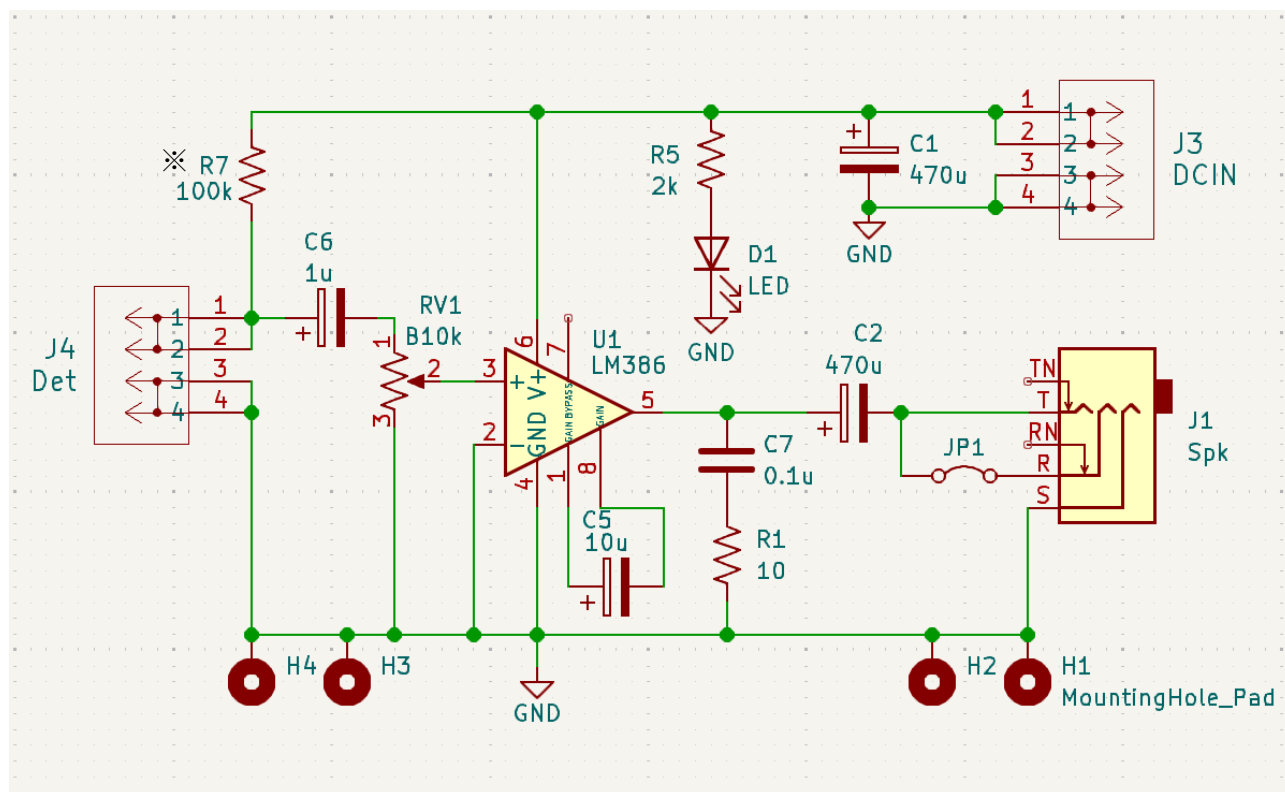 1
1
2
2
3
3
4
4
J3
DCIN
※
R7
100k
R5
2k
C1
470u
GND
C6
1u
D1
LED
GND
J4
Det
1
1
2
2
3
3
4
4
RV1
B10k
1
2
3
U1
LM386
6
7
3
2
5
4
1
8
+
-
V+
GND
BYPASS
GAIN
GAIN
C2
470u
C7
0.1u
R1
10
C5
10u
JP1
TN
T
RN
R
S
J1
Spk
H4
H3
GND
H2
H1
MountingHole_Pad